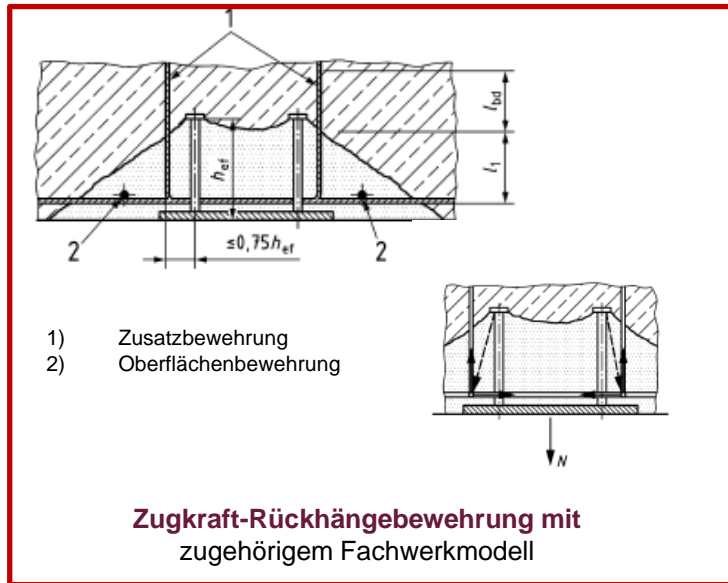 1
l_bd
l_1
h_ef
2
≤0,75h_ef
2
1) Zusatzbewehrung
2) Oberflächenbewehrung
N
Zugkraft-Rückhängebewehrung mit
zugehörigem Fachwerkmodell